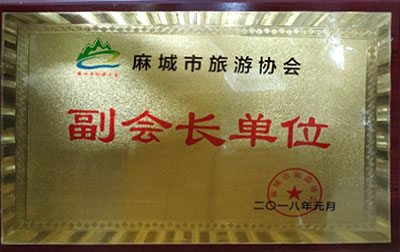 麻城市旅游协会
副会长单位
二〇一八年元月